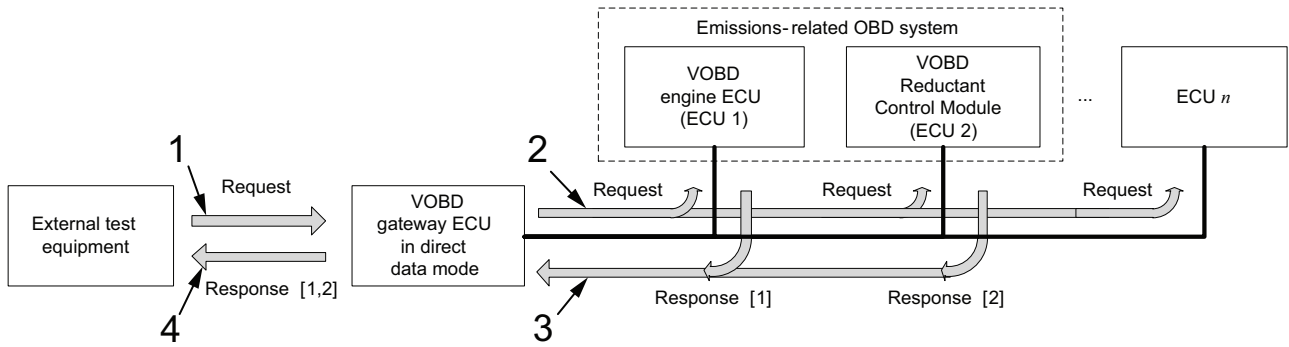 Emissions-related OBD system
VOBD
engine ECU
(ECU 1)
VOBD
Reductant
Control Module
(ECU 2)
...
ECU n
1
Request
2
Request
Request
Request
External test
equipment
VOBD
gateway ECU
in direct
data mode
Response [1,2]
4
Response [1]
Response [2]
3